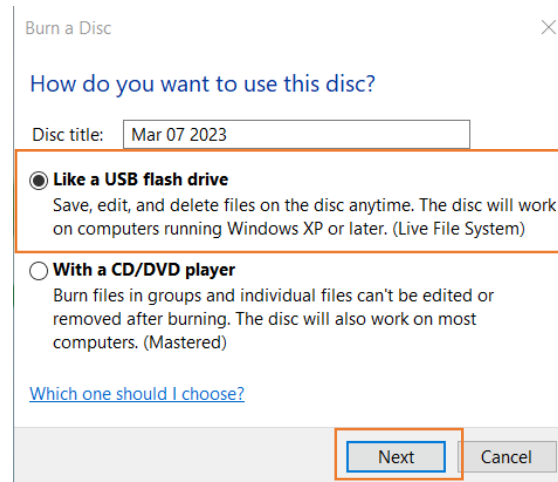 Burn a Disc
How do you want to use this disc?
Disc title: Mar 07 2023
Like a USB flash drive
Save, edit, and delete files on the disc anytime. The disc will work
on computers running Windows XP or later. (Live File System)
With a CD/DVD player
Burn files in groups and individual files can't be edited or
removed after burning. The disc will also work on most
computers. (Mastered)
Which one should I choose?
Next Cancel